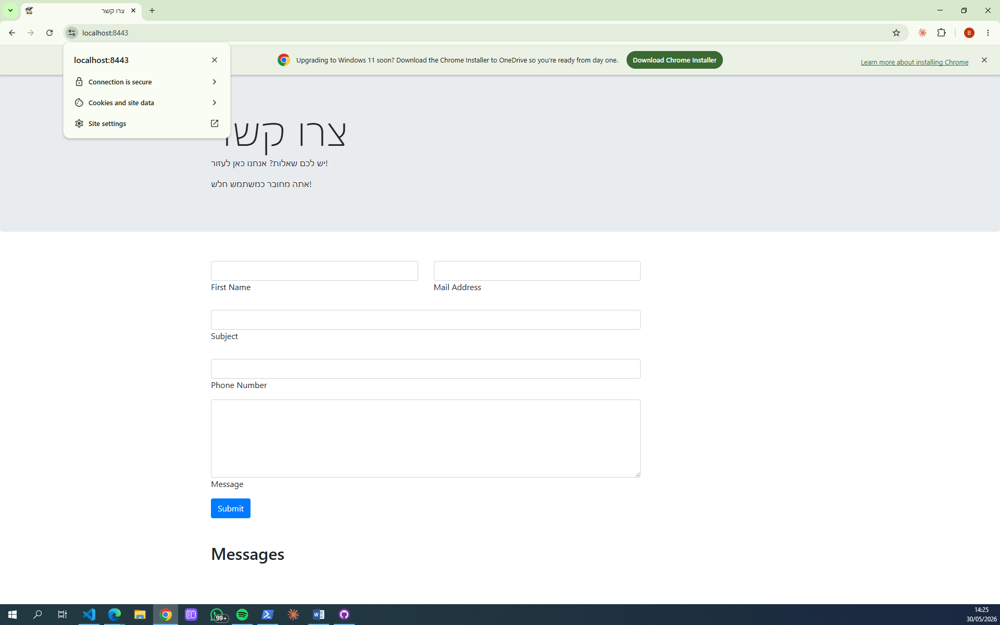 צרו קשר
localhost:8443
localhost:8443
Connection is secure
Cookies and site data
Site settings
Upgrading to Windows 11 soon? Download the Chrome Installer to OneDrive so you're ready from day one.
Download Chrome Installer
Learn more about installing Chrome
צרו קשר
יש לכם שאלות? אנחנו כאן לעזור!
אתה מחובר כמשתמש חלש!
First Name
Mail Address
Subject
Phone Number
Message
Submit
Messages
99+
14:25
30/05/2026
B